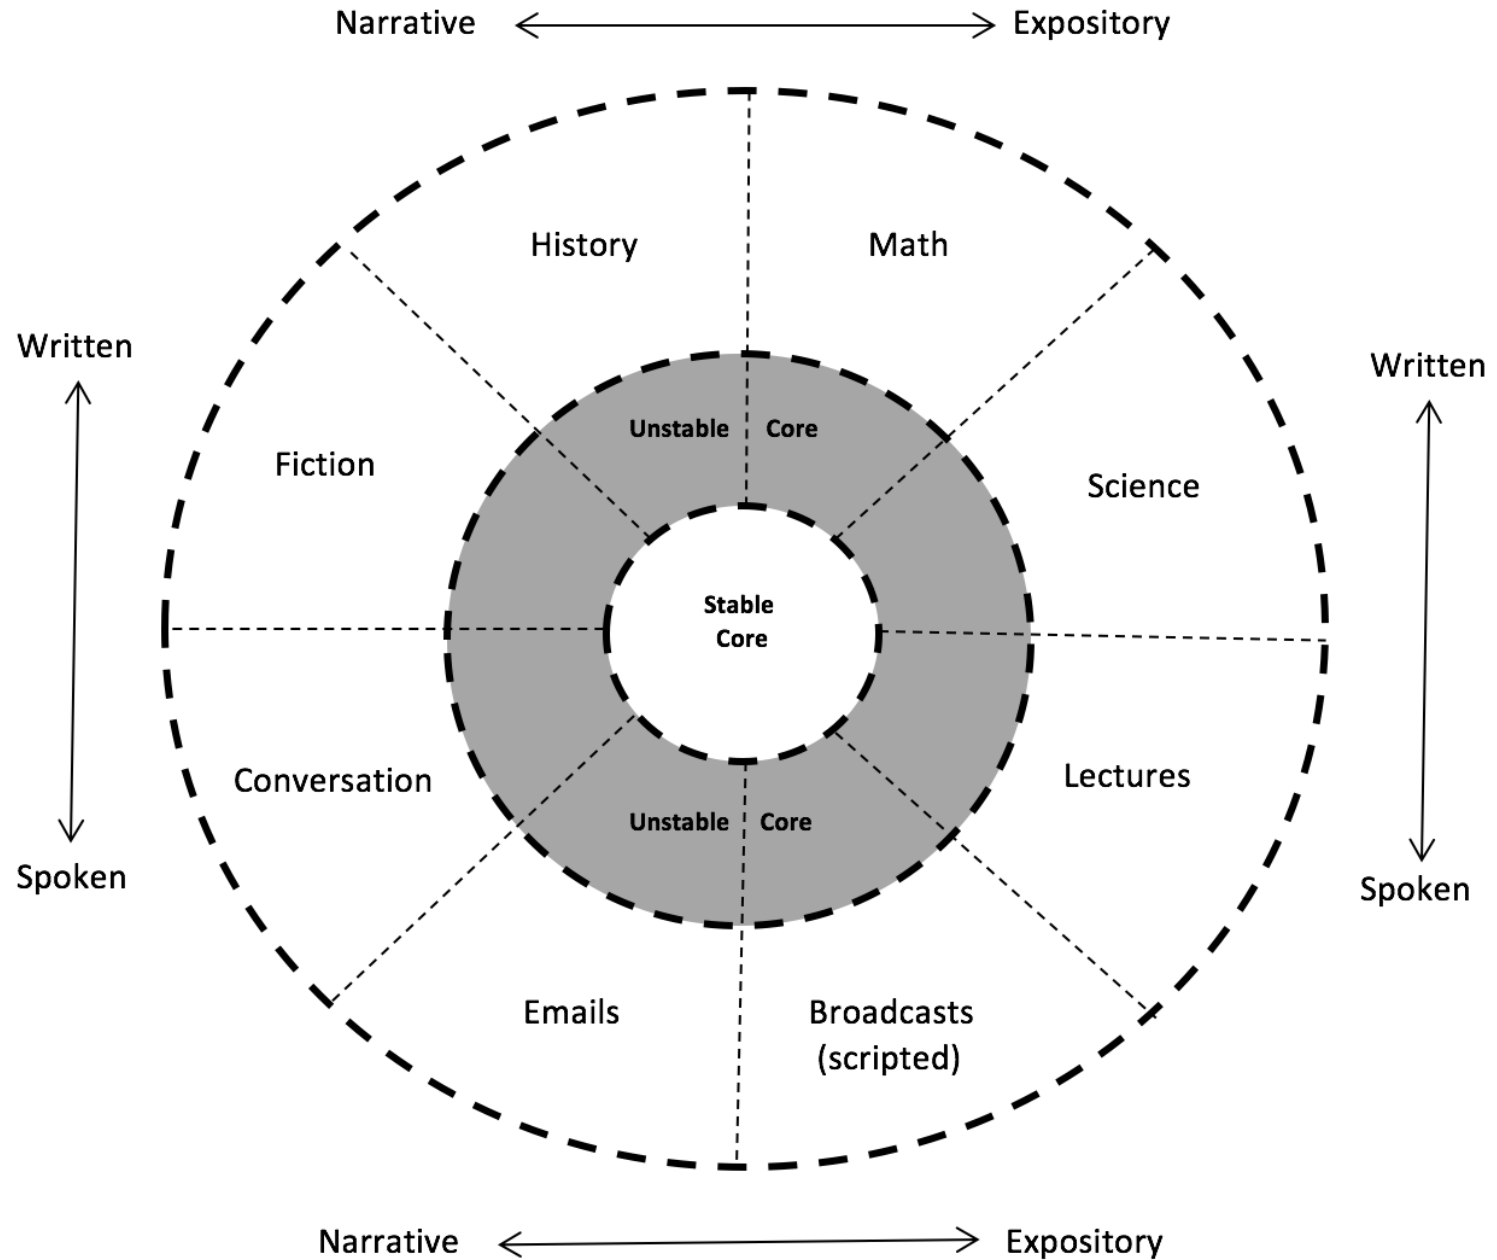 Narrative Expository
History Math
Written Written
Unstable Core
Fiction Science
Stable
Core
Conversation Lectures
Unstable Core
Spoken Spoken
Emails Broadcasts
(scripted)
Narrative Expository